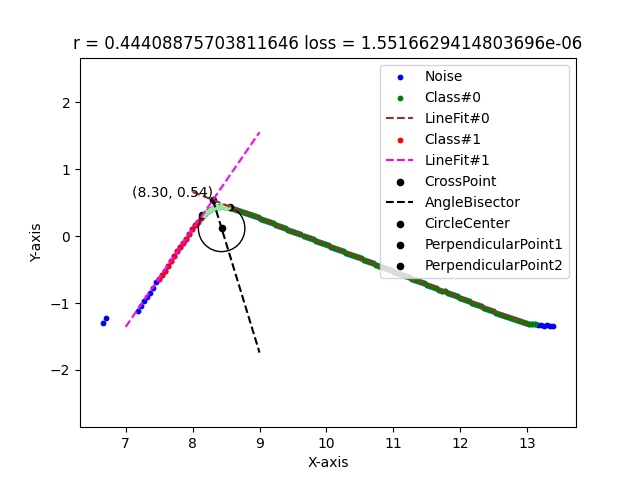 r = 0.44408875703811646 loss = 1.5516629414803696e-06
Noise
Class#0
LineFit#0
Class#1
LineFit#1
CrossPoint
AngleBisector
CircleCenter
PerpendicularPoint1
PerpendicularPoint2
(8.30, 0.54)
2
1
0
−1
−2
Y-axis
7 8 9 10 11 12 13
X-axis